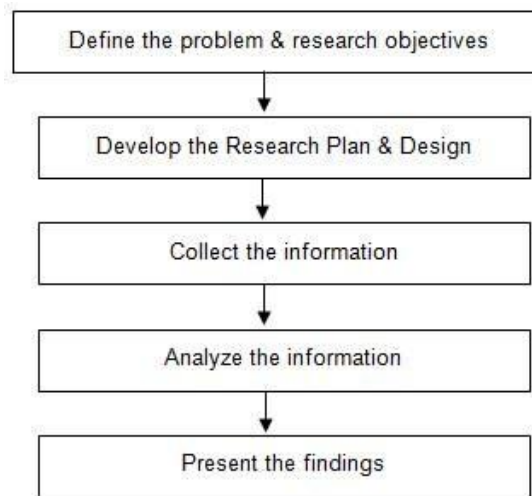 Define the problem & research objectives
Develop the Research Plan & Design
Collect the information
Analyze the information
Present the findings